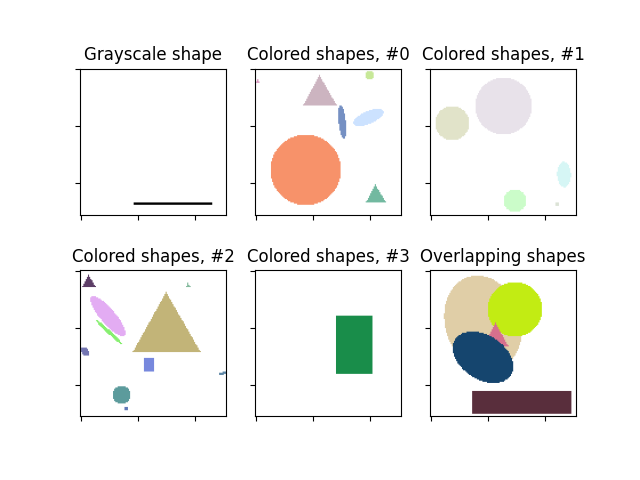 Grayscale shape
Colored shapes, #0
Colored shapes, #1
Colored shapes, #2
Colored shapes, #3
Overlapping shapes